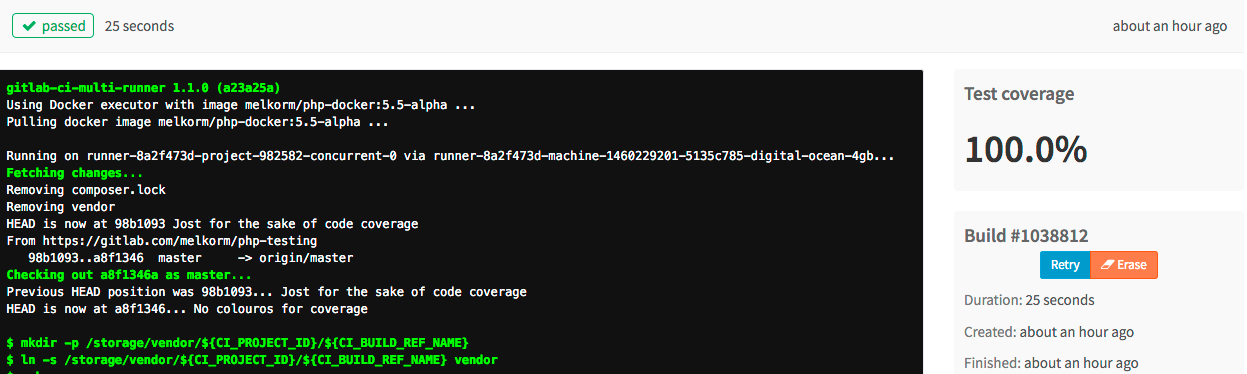 passed 25 seconds about an hour ago
gitlab-ci-multi-runner 1.1.0 (a23a25a)
Using Docker executor with image melkorm/php-docker:5.5-alpha ...
Pulling docker image melkorm/php-docker:5.5-alpha ...
Running on runner-8a2f473d-project-982582-concurrent-0 via runner-8a2f473d-machine-1460229201-5135c785-digital-ocean-4gb...
Fetching changes...
Removing composer.lock
Removing vendor
HEAD is now at 98b1093 Jost for the sake of code coverage
From https://gitlab.com/melkorm/php-testing
98b1093..a8f1346 master -> origin/master
Checking out a8f1346a as master...
Previous HEAD position was 98b1093... Jost for the sake of code coverage
HEAD is now at a8f1346... No colouros for coverage
$ mkdir -p /storage/vendor/${CI_PROJECT_ID}/${CI_BUILD_REF_NAME}
$ ln -s /storage/vendor/${CI_PROJECT_ID}/${CI_BUILD_REF_NAME} vendor
Test coverage
100.0%
Build #1038812
Retry Erase
Duration: 25 seconds
Created: about an hour ago
Finished: about an hour ago